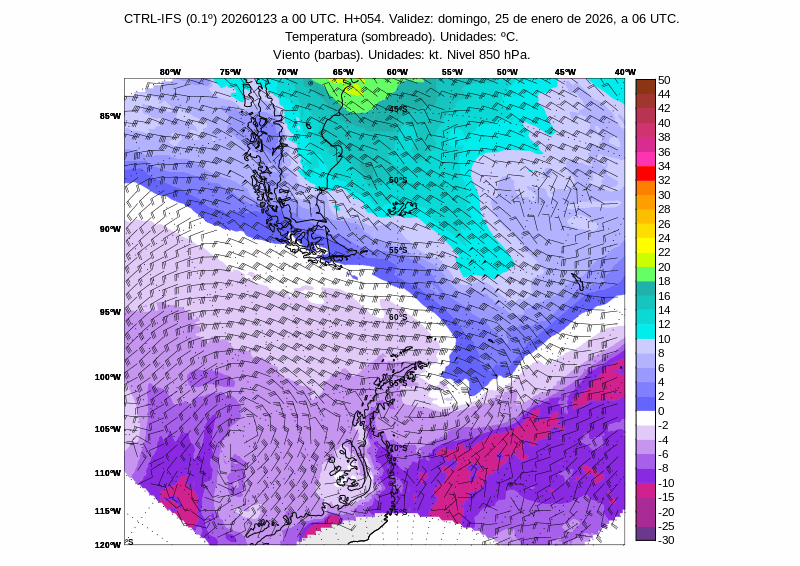 CTRL-IFS (0.1º) 20260123 a 00 UTC. H+054. Validez: domingo, 25 de enero de 2026, a 06 UTC.
Temperatura (sombreado). Unidades: ºC.
Viento (barbas). Unidades: kt. Nivel 850 hPa.
80°W 75°W 70°W 65°W 60°W 55°W 50°W 45°W 40°W
85°W
90°W
95°W
100°W
105°W
110°W
115°W
120°W
45°S
50°S
55°S
60°S
65°S
70°S
75°S
°S
50
44
42
40
38
36
34
32
30
28
26
24
22
20
18
16
14
12
10
8
6
4
2
0
-2
-4
-6
-8
-10
-15
-20
-25
-30